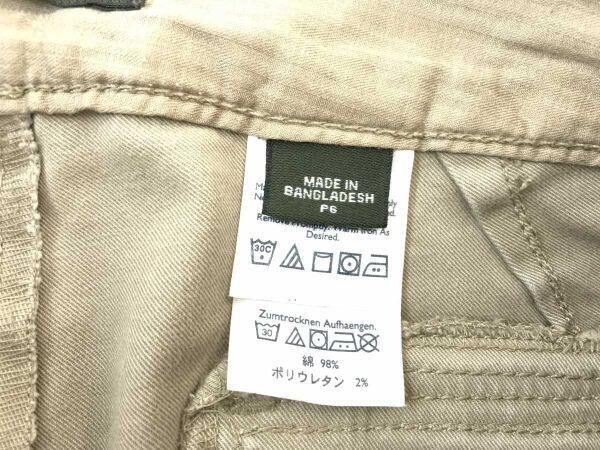 MADE IN
BANGLADESH
P6
Remove Promptly. Warm Iron As
Desired.
30C
Zumtrocknen Aufhaengen.
30
綿 98%
ポリウレタン 2%